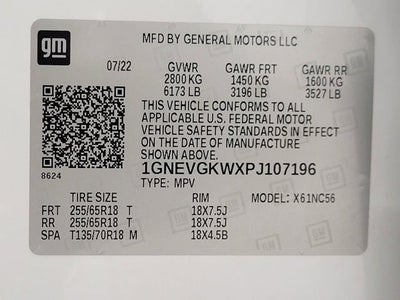 gm
MFD BY GENERAL MOTORS LLC
07/22 GVWR GAWR FRT GAWR RR
2800 KG 1450 KG 1600 KG
6173 LB 3196 LB 3527 LB
THIS VEHICLE CONFORMS TO ALL
APPLICABLE U.S. FEDERAL MOTOR
VEHICLE SAFETY STANDARDS IN EFFECT
ON THE DATE OF MANUFACTURE
SHOWN ABOVE.
8624
1GNEVGKWXPJ107196
TYPE: MPV
TIRE SIZE RIM MODEL: X61NC56
FRT 255/65R18 T 18X7.5J
RR 255/65R18 T 18X7.5J
SPA T135/70R18 M 18X4.5B